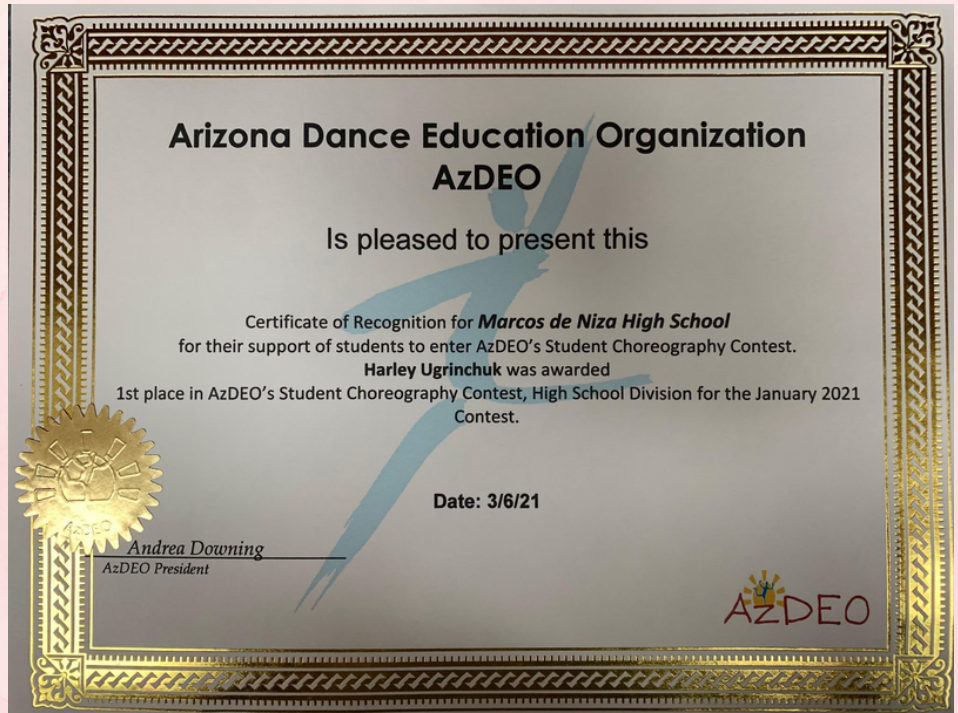 Arizona Dance Education Organization
AzDEO
Is pleased to present this
Certificate of Recognition for Marcos de Niza High School
for their support of students to enter AzDEO's Student Choreography Contest.
Harley Ugrinchuk was awarded
1st place in AzDEO's Student Choreography Contest, High School Division for the January 2021
Contest.
Date: 3/6/21
AzDEO
Andrea Downing
AzDEO President
AzDEO